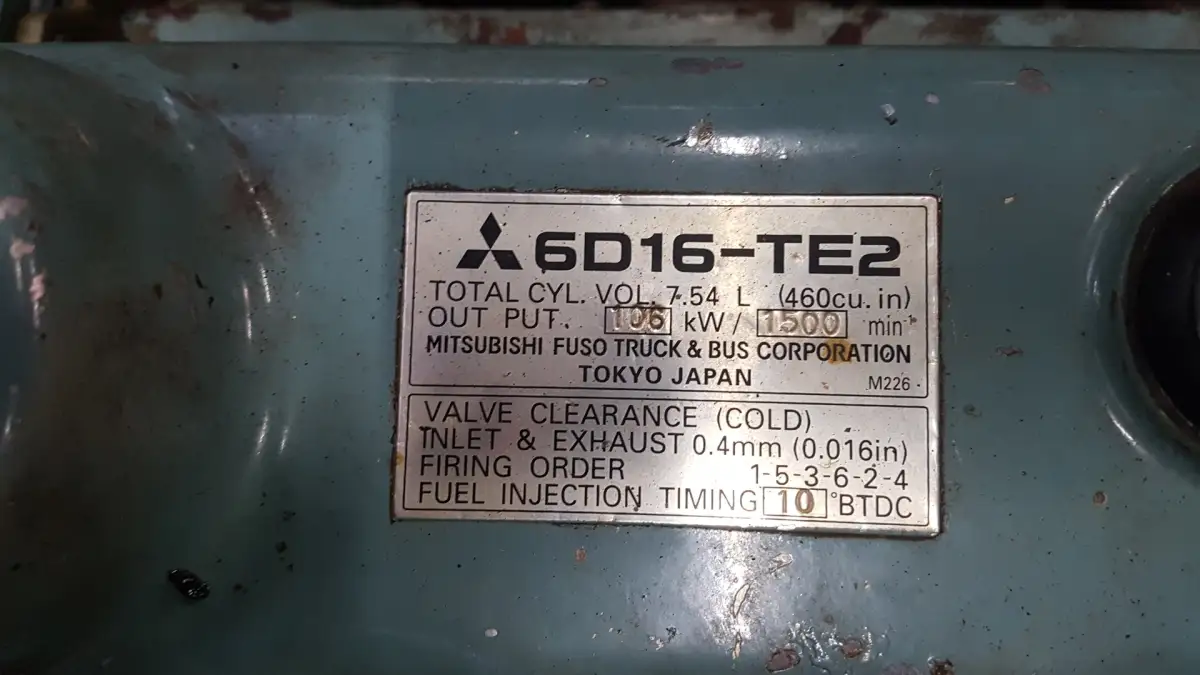 6D16-TE2
TOTAL CYL. VOL. 7.54 L (460cu. in)
OUT PUT. 106 kW / 1500 min⁻¹
MITSUBISHI FUSO TRUCK & BUS CORPORATION
TOKYO JAPAN M226
VALVE CLEARANCE (COLD)
INLET & EXHAUST 0.4mm (0.016in)
FIRING ORDER 1-5-3-6-2-4
FUEL INJECTION TIMING 10 °BTDC